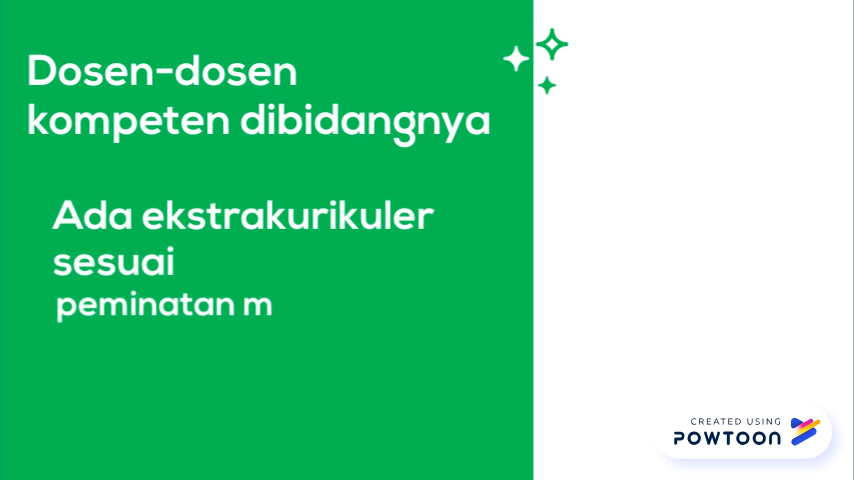 Dosen-dosen
kompeten dibidangnya
Ada ekstrakurikuler
sesuai
peminatan m
CREATED USING
POWTOON